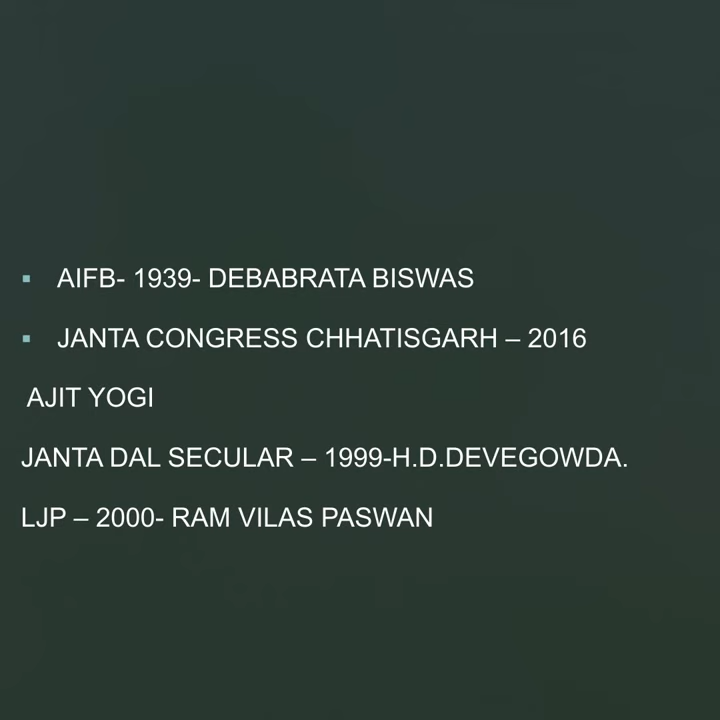 ▪ AIFB- 1939- DEBABRATA BISWAS
▪ JANTA CONGRESS CHHATISGARH – 2016
AJIT YOGI
JANTA DAL SECULAR – 1999-H.D.DEVEGOWDA.
LJP – 2000- RAM VILAS PASWAN